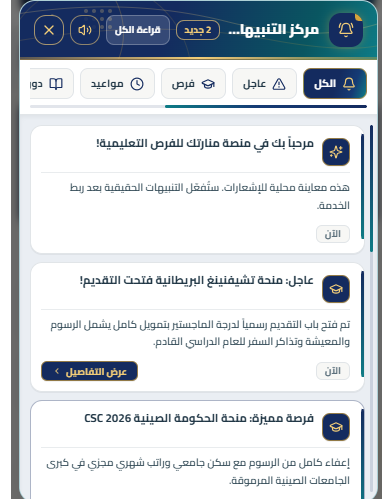 مركز التنبيها...
2 جديد
قراءة الكل
الكل
عاجل
فرص
مواعيد
دور
مرحباً بك في منصة منارتك للفرص التعليمية!
هذه معاينة محلية للإشعارات. ستُفعّل التنبيهات الحقيقية بعد ربط
الخدمة.
الآن
عاجل: منحة تشيفنينغ البريطانية فتحت التقديم!
تم فتح باب التقديم رسمياً لدرجة الماجستير بتمويل كامل يشمل الرسوم
والمعيشة وتذاكر السفر للعام الدراسي القادم.
الآن
عرض التفاصيل
فرصة مميزة: منحة الحكومة الصينية CSC 2026
إعفاء كامل من الرسوم مع سكن جامعي وراتب شهري مجزي في كبرى
الجامعات الصينية المرموقة.